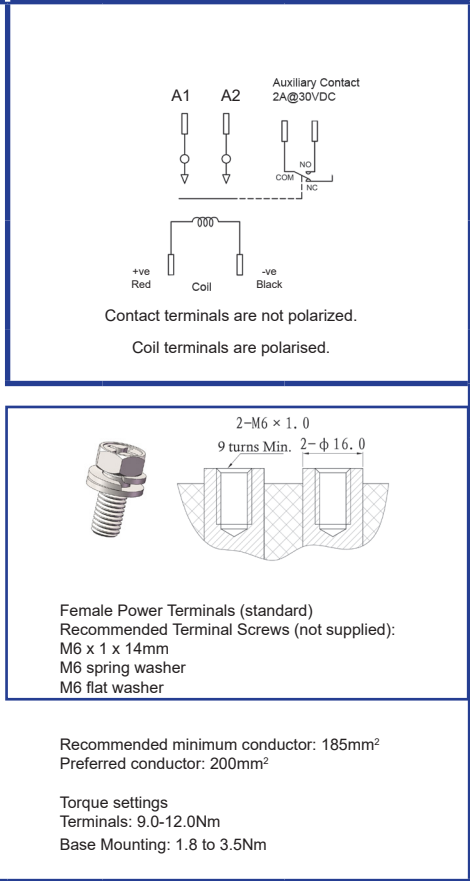 Auxiliary Contact
A1 A2 2A@30VDC
NO
COM
NC
+ve -ve
Red Coil Black
Contact terminals are not polarized.
Coil terminals are polarised.
2-M6 × 1. 0
9 turns Min. 2-ф 16. 0
Female Power Terminals (standard)
Recommended Terminal Screws (not supplied):
M6 x 1 x 14mm
M6 spring washer
M6 flat washer
Recommended minimum conductor: 185mm²
Preferred conductor: 200mm²
Torque settings
Terminals: 9.0-12.0Nm
Base Mounting: 1.8 to 3.5Nm